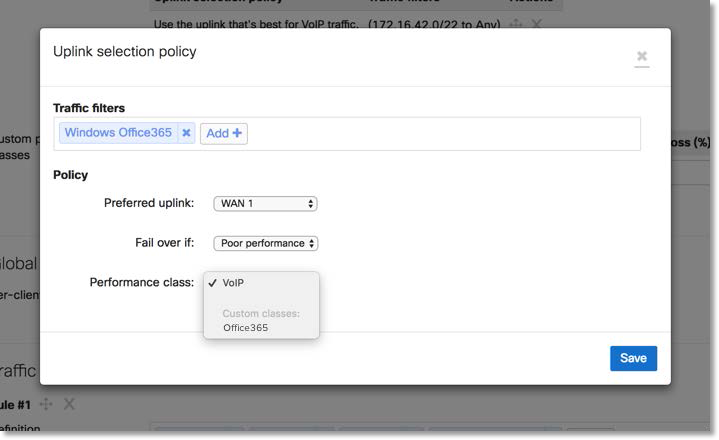 Use the uplink that's best for VoIP traffic. (172.16.42.0/22 to Any)
Uplink selection policy
Traffic filters
Windows Office365 Add +
Policy
Preferred uplink: WAN 1
Fail over if: Poor performance
Performance class: ✓ VoIP
Custom classes:
Office365
Save
ustom p
asses
oss (%)
lobal
er-clien
raffic
ule #1
efinition